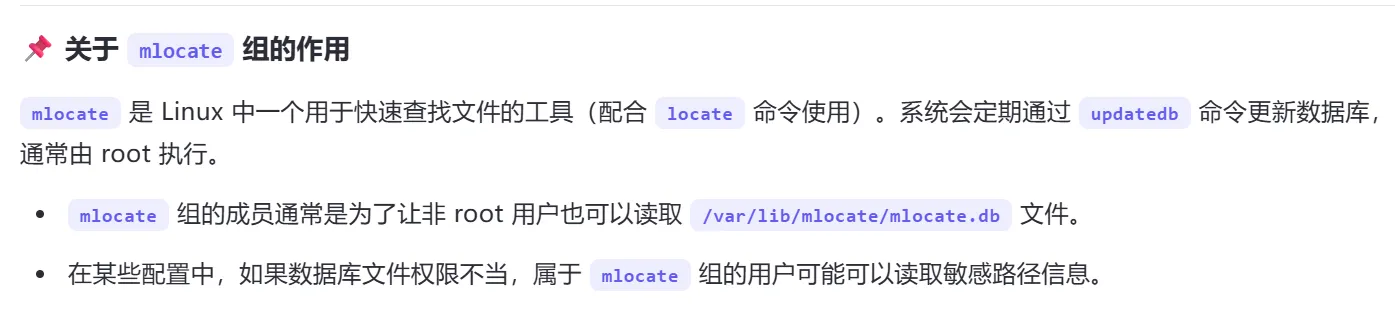 📌 关于 mlocate 组的作用
mlocate 是 Linux 中一个用于快速查找文件的工具（配合 locate 命令使用）。系统会定期通过 updatedb 命令更新数据库，
通常由 root 执行。
• mlocate 组的成员通常是为了让非 root 用户也可以读取 /var/lib/mlocate/mlocate.db 文件。
• 在某些配置中，如果数据库文件权限不当，属于 mlocate 组的用户可能可以读取敏感路径信息。